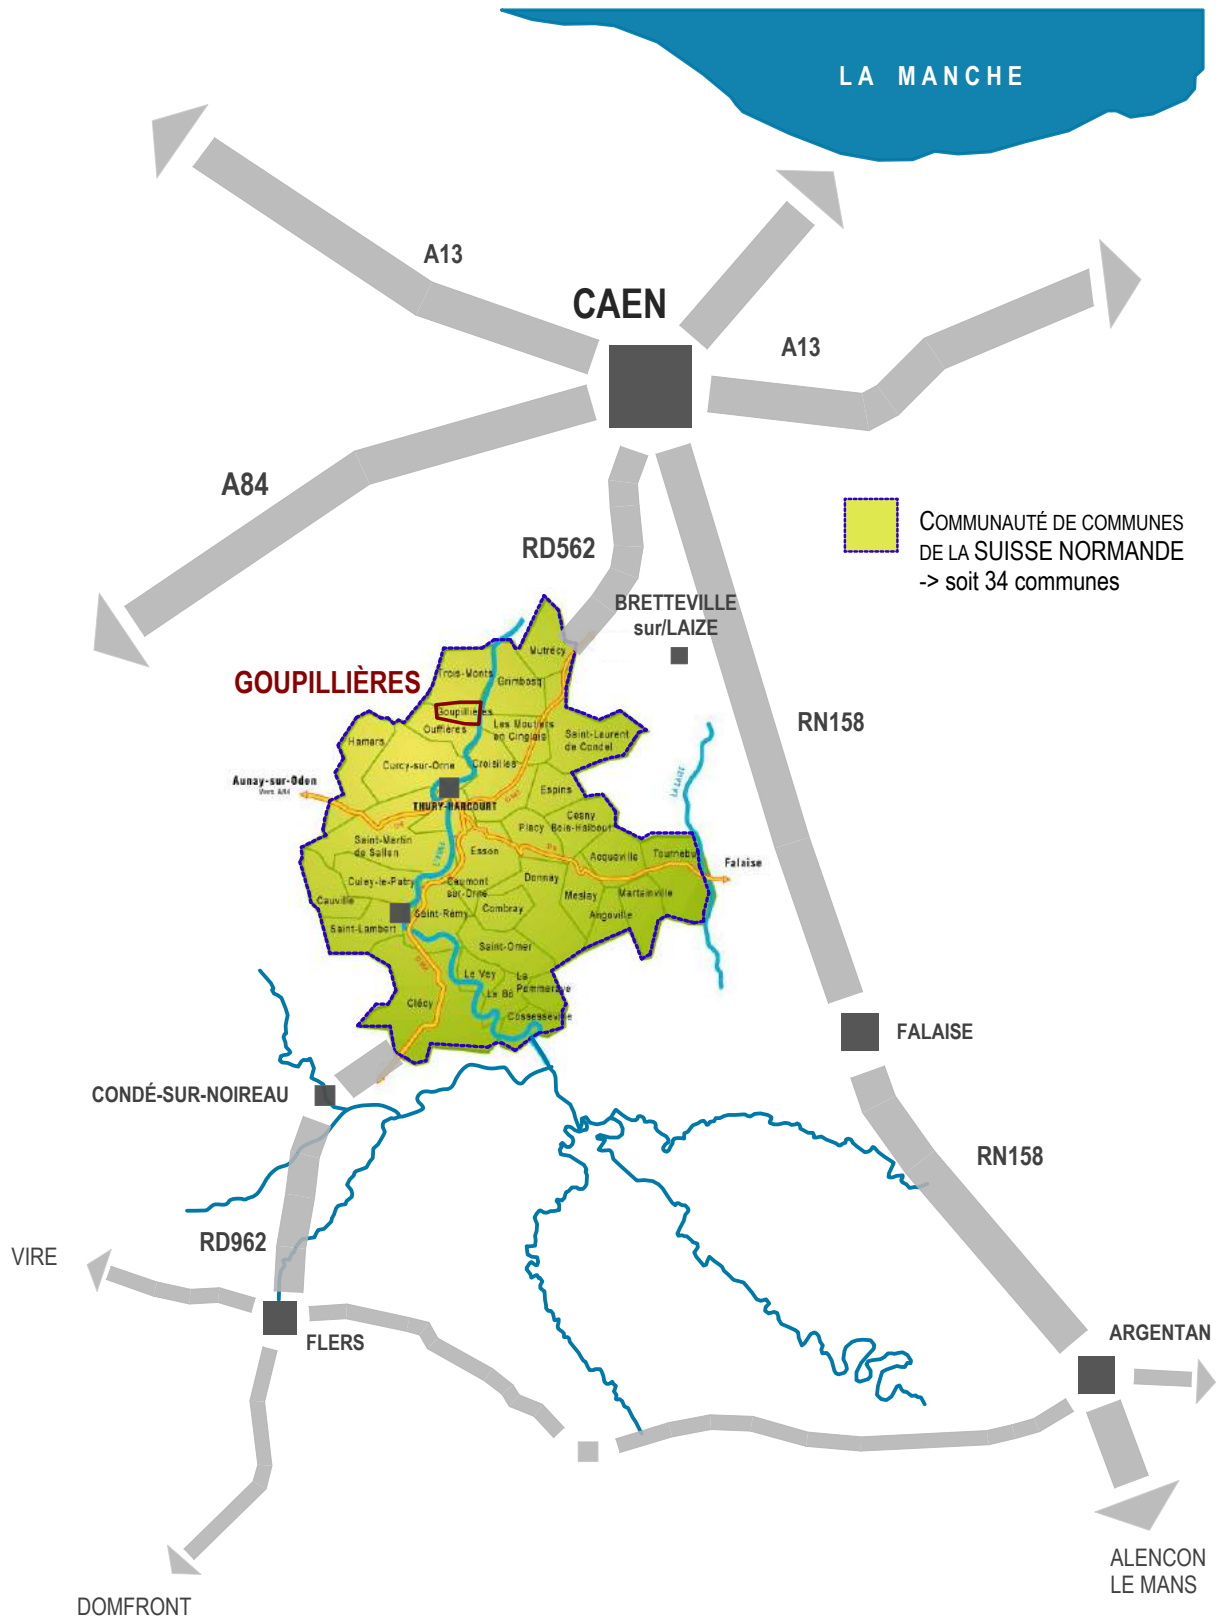 LA MANCHE
A13
CAEN
A13
A84
RD562
COMMUNAUTÉ DE COMMUNES
DE LA SUISSE NORMANDE
-> soit 34 communes
BRETTEVILLE
sur/LAIZE
GOUPILLIÈRES
RN158
Mutrécy
Trois-Monts
Grimbosq
Goupillières
Ouffières
Les Moutiers
en Cinglais
Saint-Laurent
de Condel
Hamars
Curcy-sur-Orne
Croisilles
LA LAIZE
Aunay-sur-Odon
Vers A84
THURY-HARCOURT
Espins
Cesny
Bois-Halbout
Placy
Saint-Martin
de Sallen
L'ORNE
Esson
Acqueville
Tournebu
Falaise
Culey-le-Patry
Caumont
sur-Orne
Donnay
Meslay
Martainville
Cauville
Saint-Rémy
Combray
Angoville
Saint-Lambert
Saint-Omer
Le Vey
La
Pommeraye
Le Bô
Clécy
Cossesseville
FALAISE
CONDÉ-SUR-NOIREAU
RN158
RD962
VIRE
FLERS
ARGENTAN
ALENCON
LE MANS
DOMFRONT